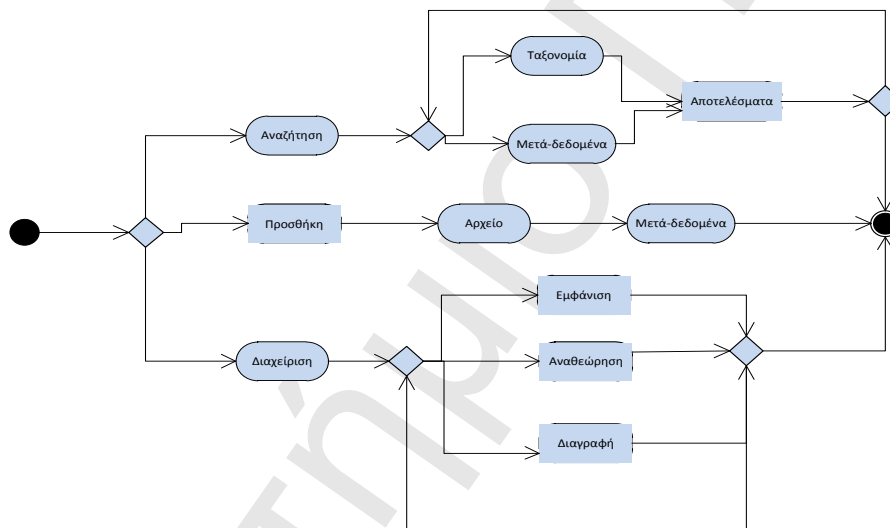 Ταξονομία
Αποτελέσματα
Αναζήτηση
Μετά-δεδομένα
Προσθήκη
Αρχείο
Μετά-δεδομένα
Εμφάνιση
Διαχείριση
Αναθεώρηση
Διαγραφή